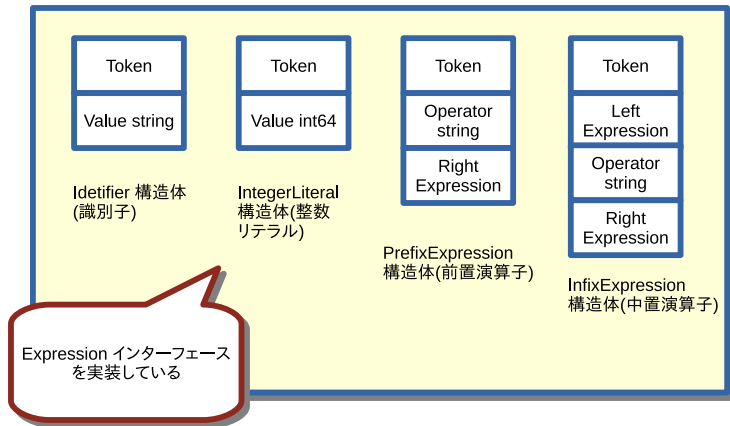 Token
Value string
Idetifier 構造体
(識別子)
Token
Value int64
IntegerLiteral
構造体(整数
リテラル)
Token
Operator
string
Right
Expression
PrefixExpression
構造体(前置演算子)
Token
Left
Expression
Operator
string
Right
Expression
InfixExpression
構造体(中置演算子)
Expression インターフェース
を実装している